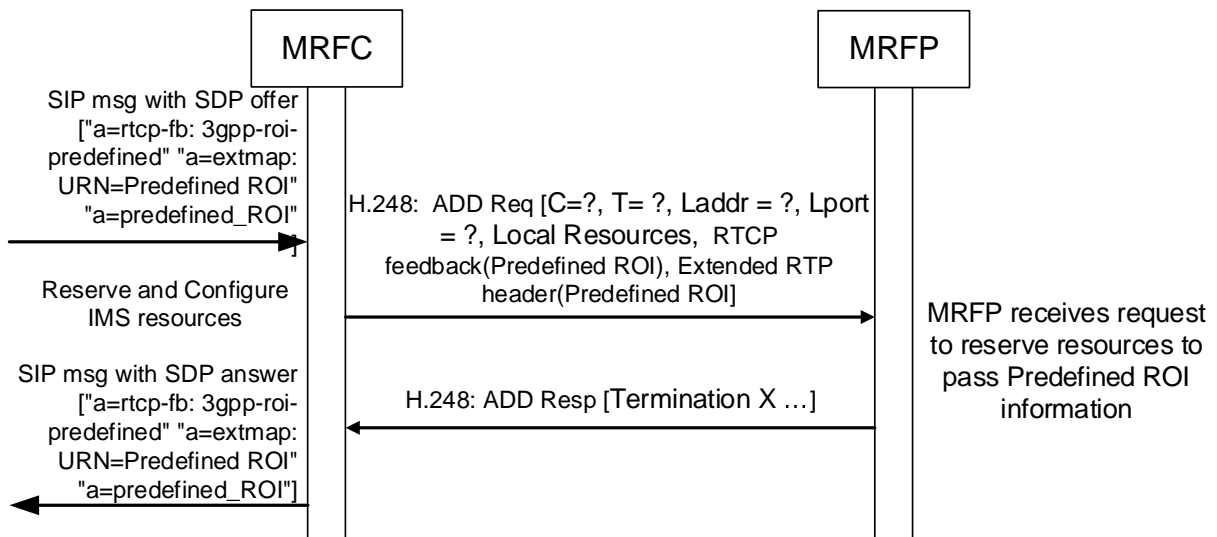 MRFC
MRFP
SIP msg with SDP offer
["a=rtcp-fb: 3gpp-roi-
predefined" "a=extmap:
URN=Predefined ROI"
"a=predefined_ROI"
]
H.248: ADD Req [C=?, T= ?, Laddr = ?, Lport
= ?, Local Resources, RTCP
feedback(Predefined ROI), Extended RTP
header(Predefined ROI]
Reserve and Configure
IMS resources
MRFP receives request
to reserve resources to
pass Predefined ROI
information
H.248: ADD Resp [Termination X ...]
SIP msg with SDP answer
["a=rtcp-fb: 3gpp-roi-
predefined" "a=extmap:
URN=Predefined ROI"
"a=predefined_ROI"]